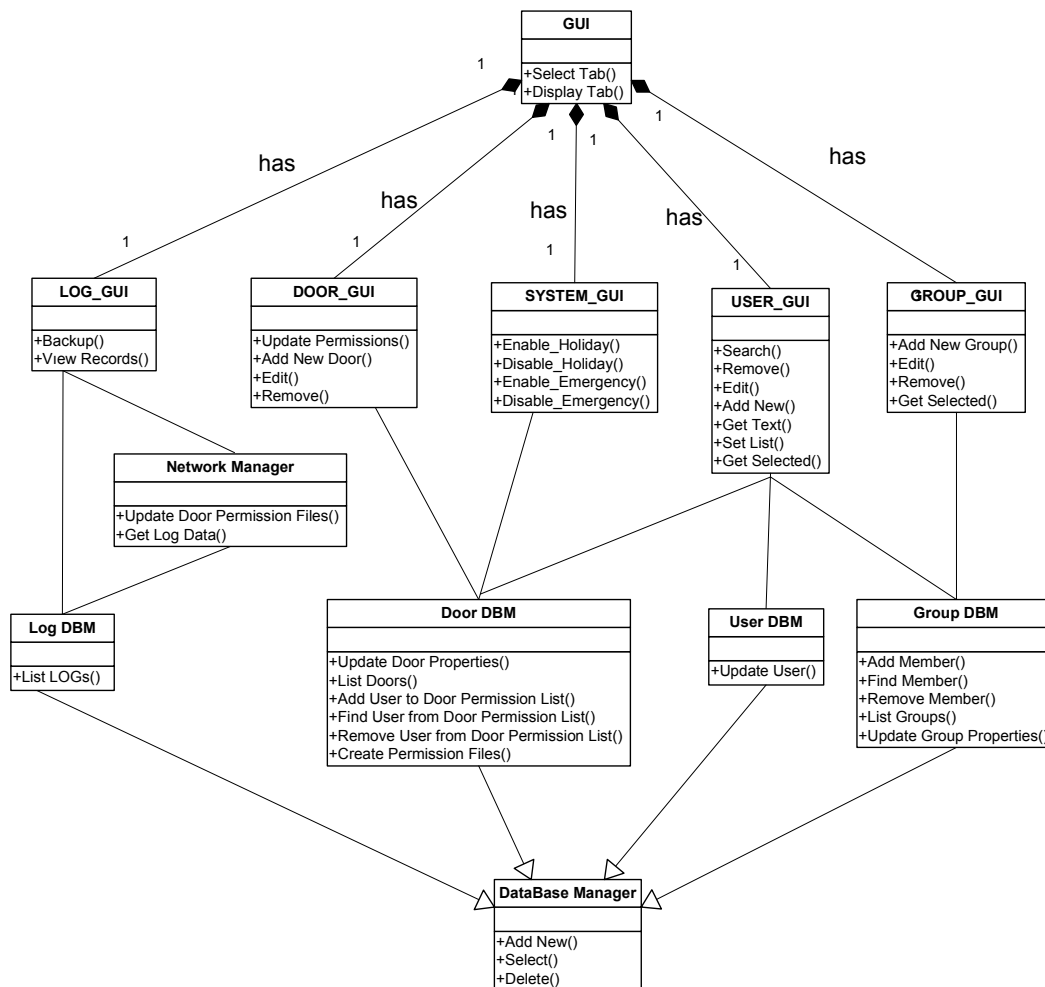 GUI
+Select Tab()
+Display Tab()
1
1
1
1
1
has
has
has
has
has
1
1
1
1
LOG_GUI
+Backup()
+View Records()
DOOR_GUI
+Update Permissions()
+Add New Door()
+Edit()
+Remove()
SYSTEM_GUI
+Enable_Holiday()
+Disable_Holiday()
+Enable_Emergency()
+Disable_Emergency()
USER_GUI
+Search()
+Remove()
+Edit()
+Add New()
+Get Text()
+Set List()
+Get Selected()
GROUP_GUI
+Add New Group()
+Edit()
+Remove()
+Get Selected()
Network Manager
+Update Door Permission Files()
+Get Log Data()
Log DBM
+List LOGs()
Door DBM
+Update Door Properties()
+List Doors()
+Add User to Door Permission List()
+Find User from Door Permission List()
+Remove User from Door Permission List()
+Create Permission Files()
User DBM
+Update User()
Group DBM
+Add Member()
+Find Member()
+Remove Member()
+List Groups()
+Update Group Properties()
DataBase Manager
+Add New()
+Select()
+Delete()